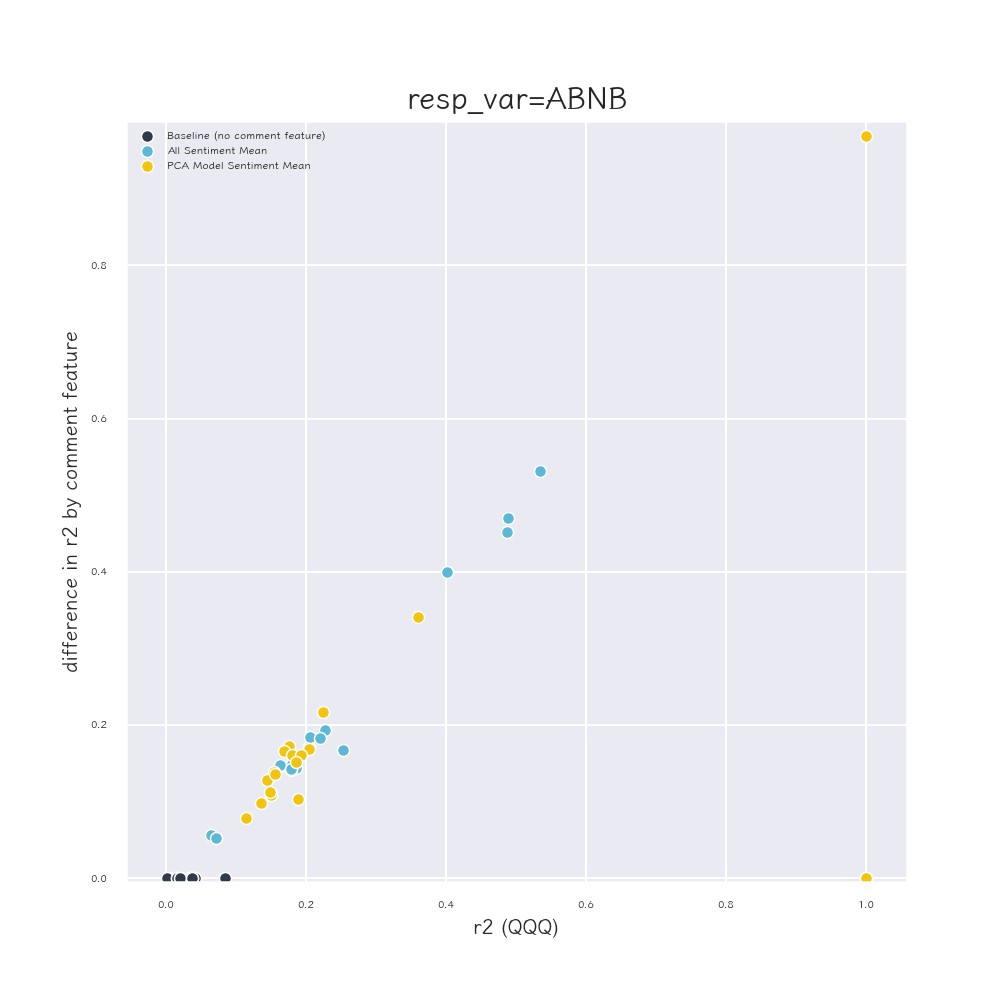 resp_var=ABNB
Baseline (no comment feature)
All Sentiment Mean
PCA Model Sentiment Mean
difference in r2 by comment feature
0.8
0.6
0.4
0.2
0.0
0.0 0.2 0.4 0.6 0.8 1.0
r2 (QQQ)